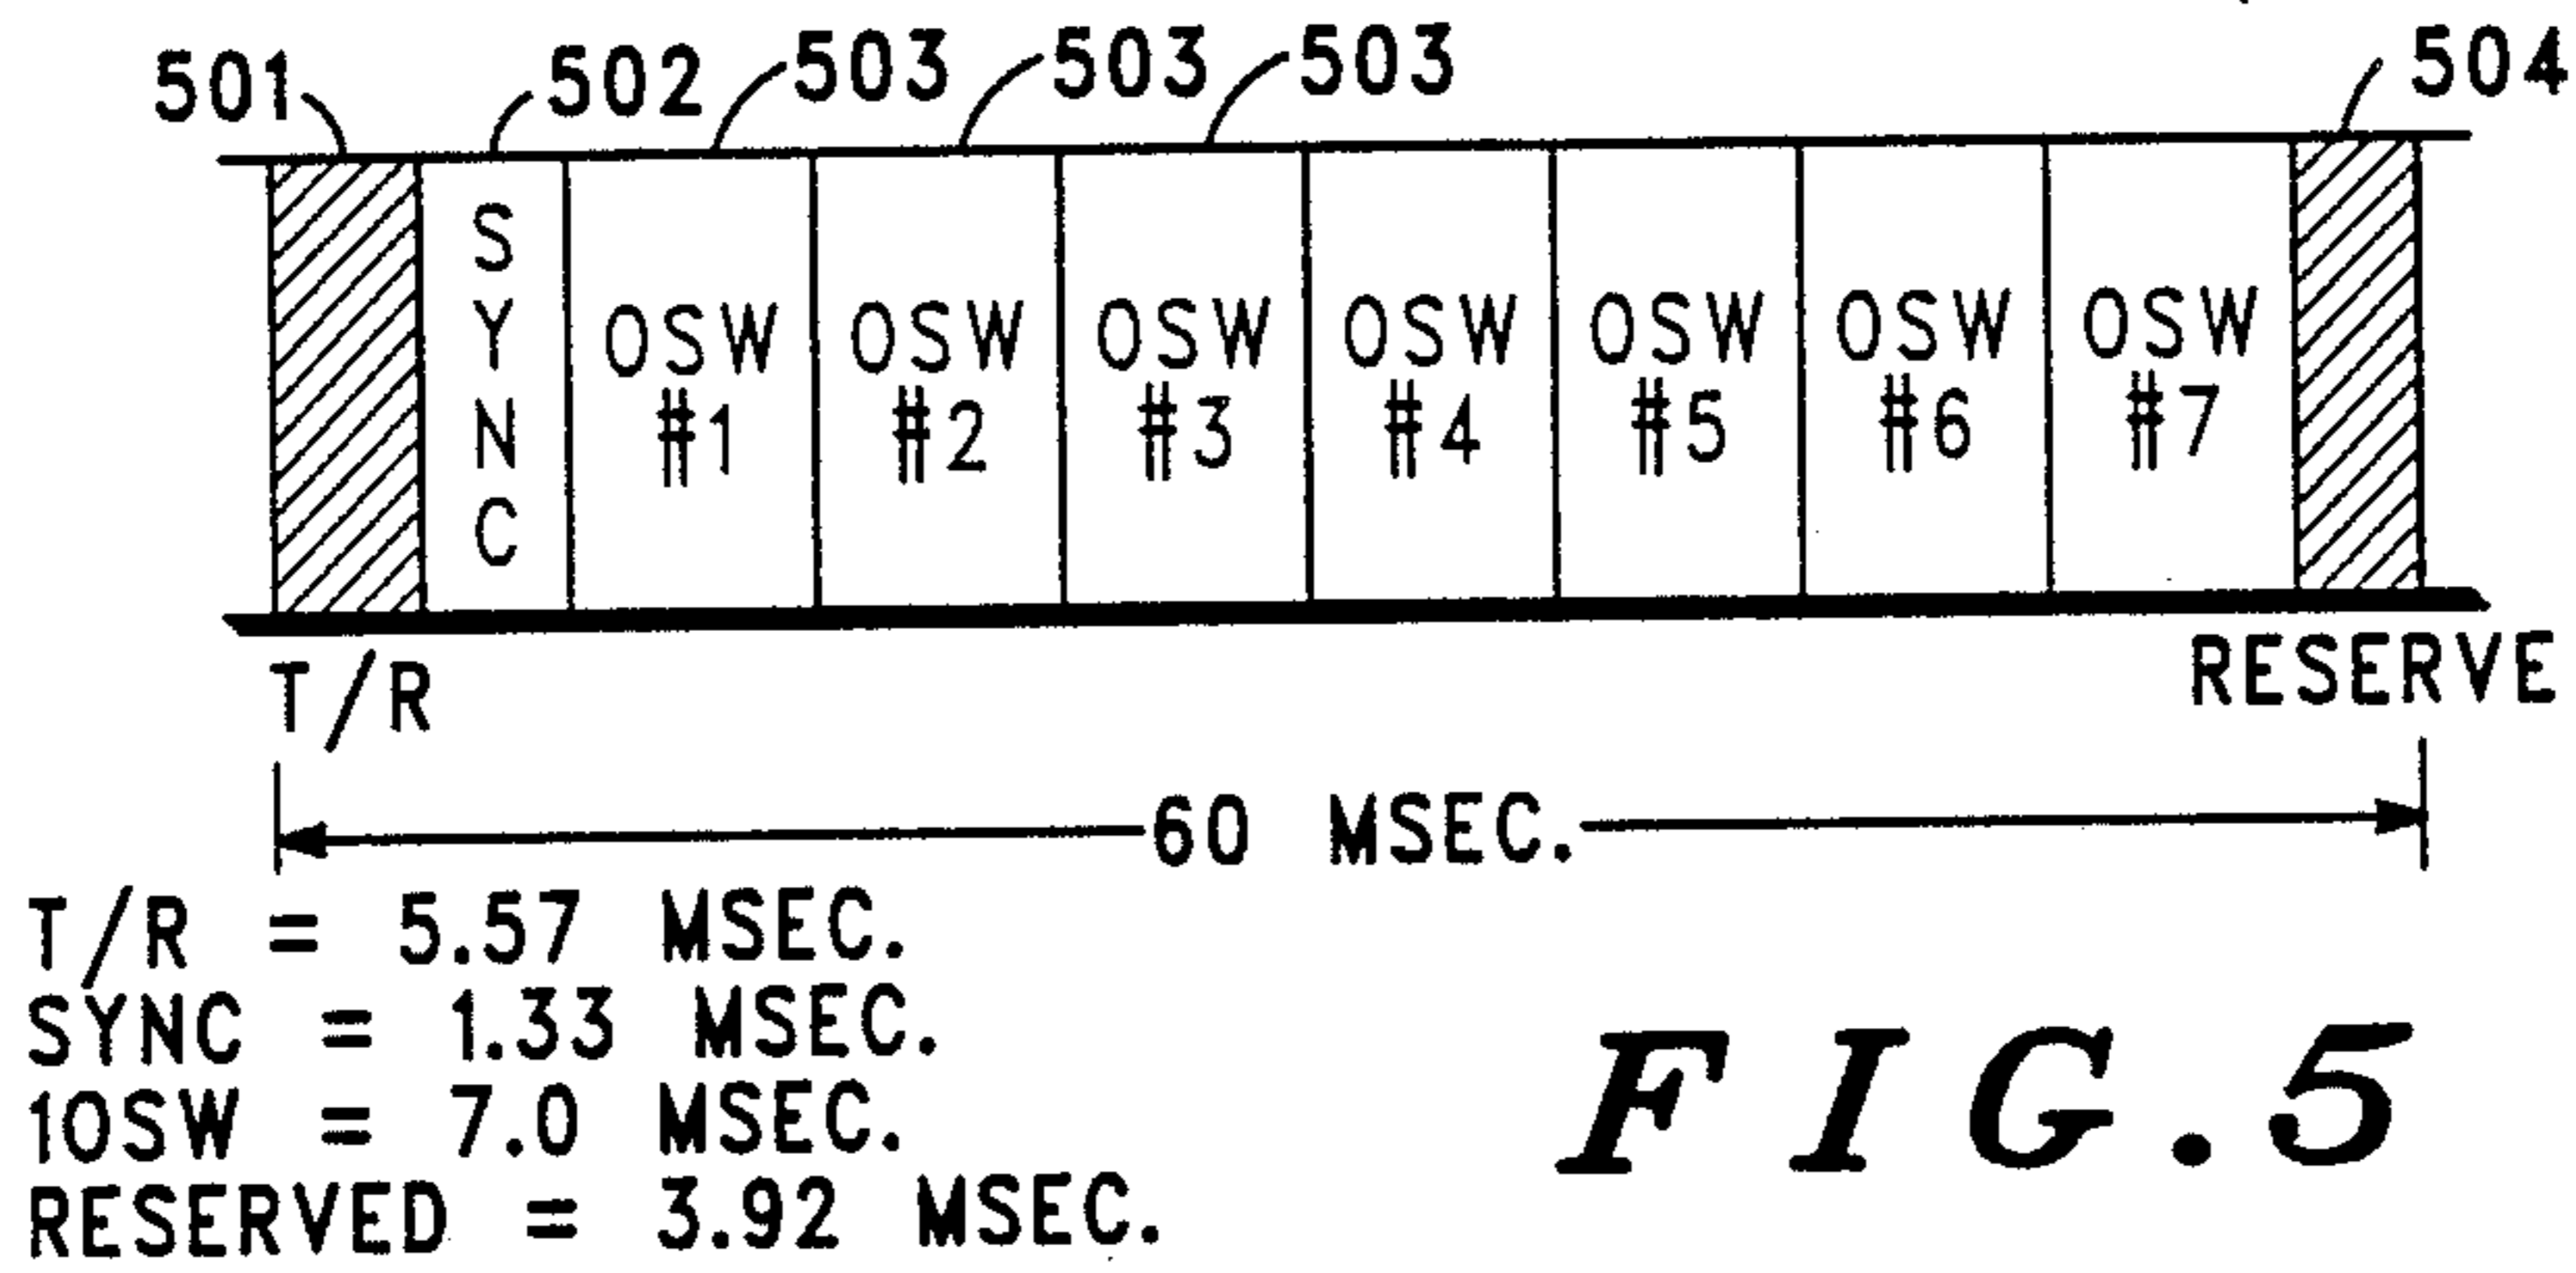 501 502 503 503 503 504
SYNC
OSW #1
OSW #2
OSW #3
OSW #4
OSW #5
OSW #6
OSW #7
T/R
RESERVE
60 MSEC.
T/R = 5.57 MSEC.
SYNC = 1.33 MSEC.
1OSW = 7.0 MSEC.
RESERVED = 3.92 MSEC.
FIG.5